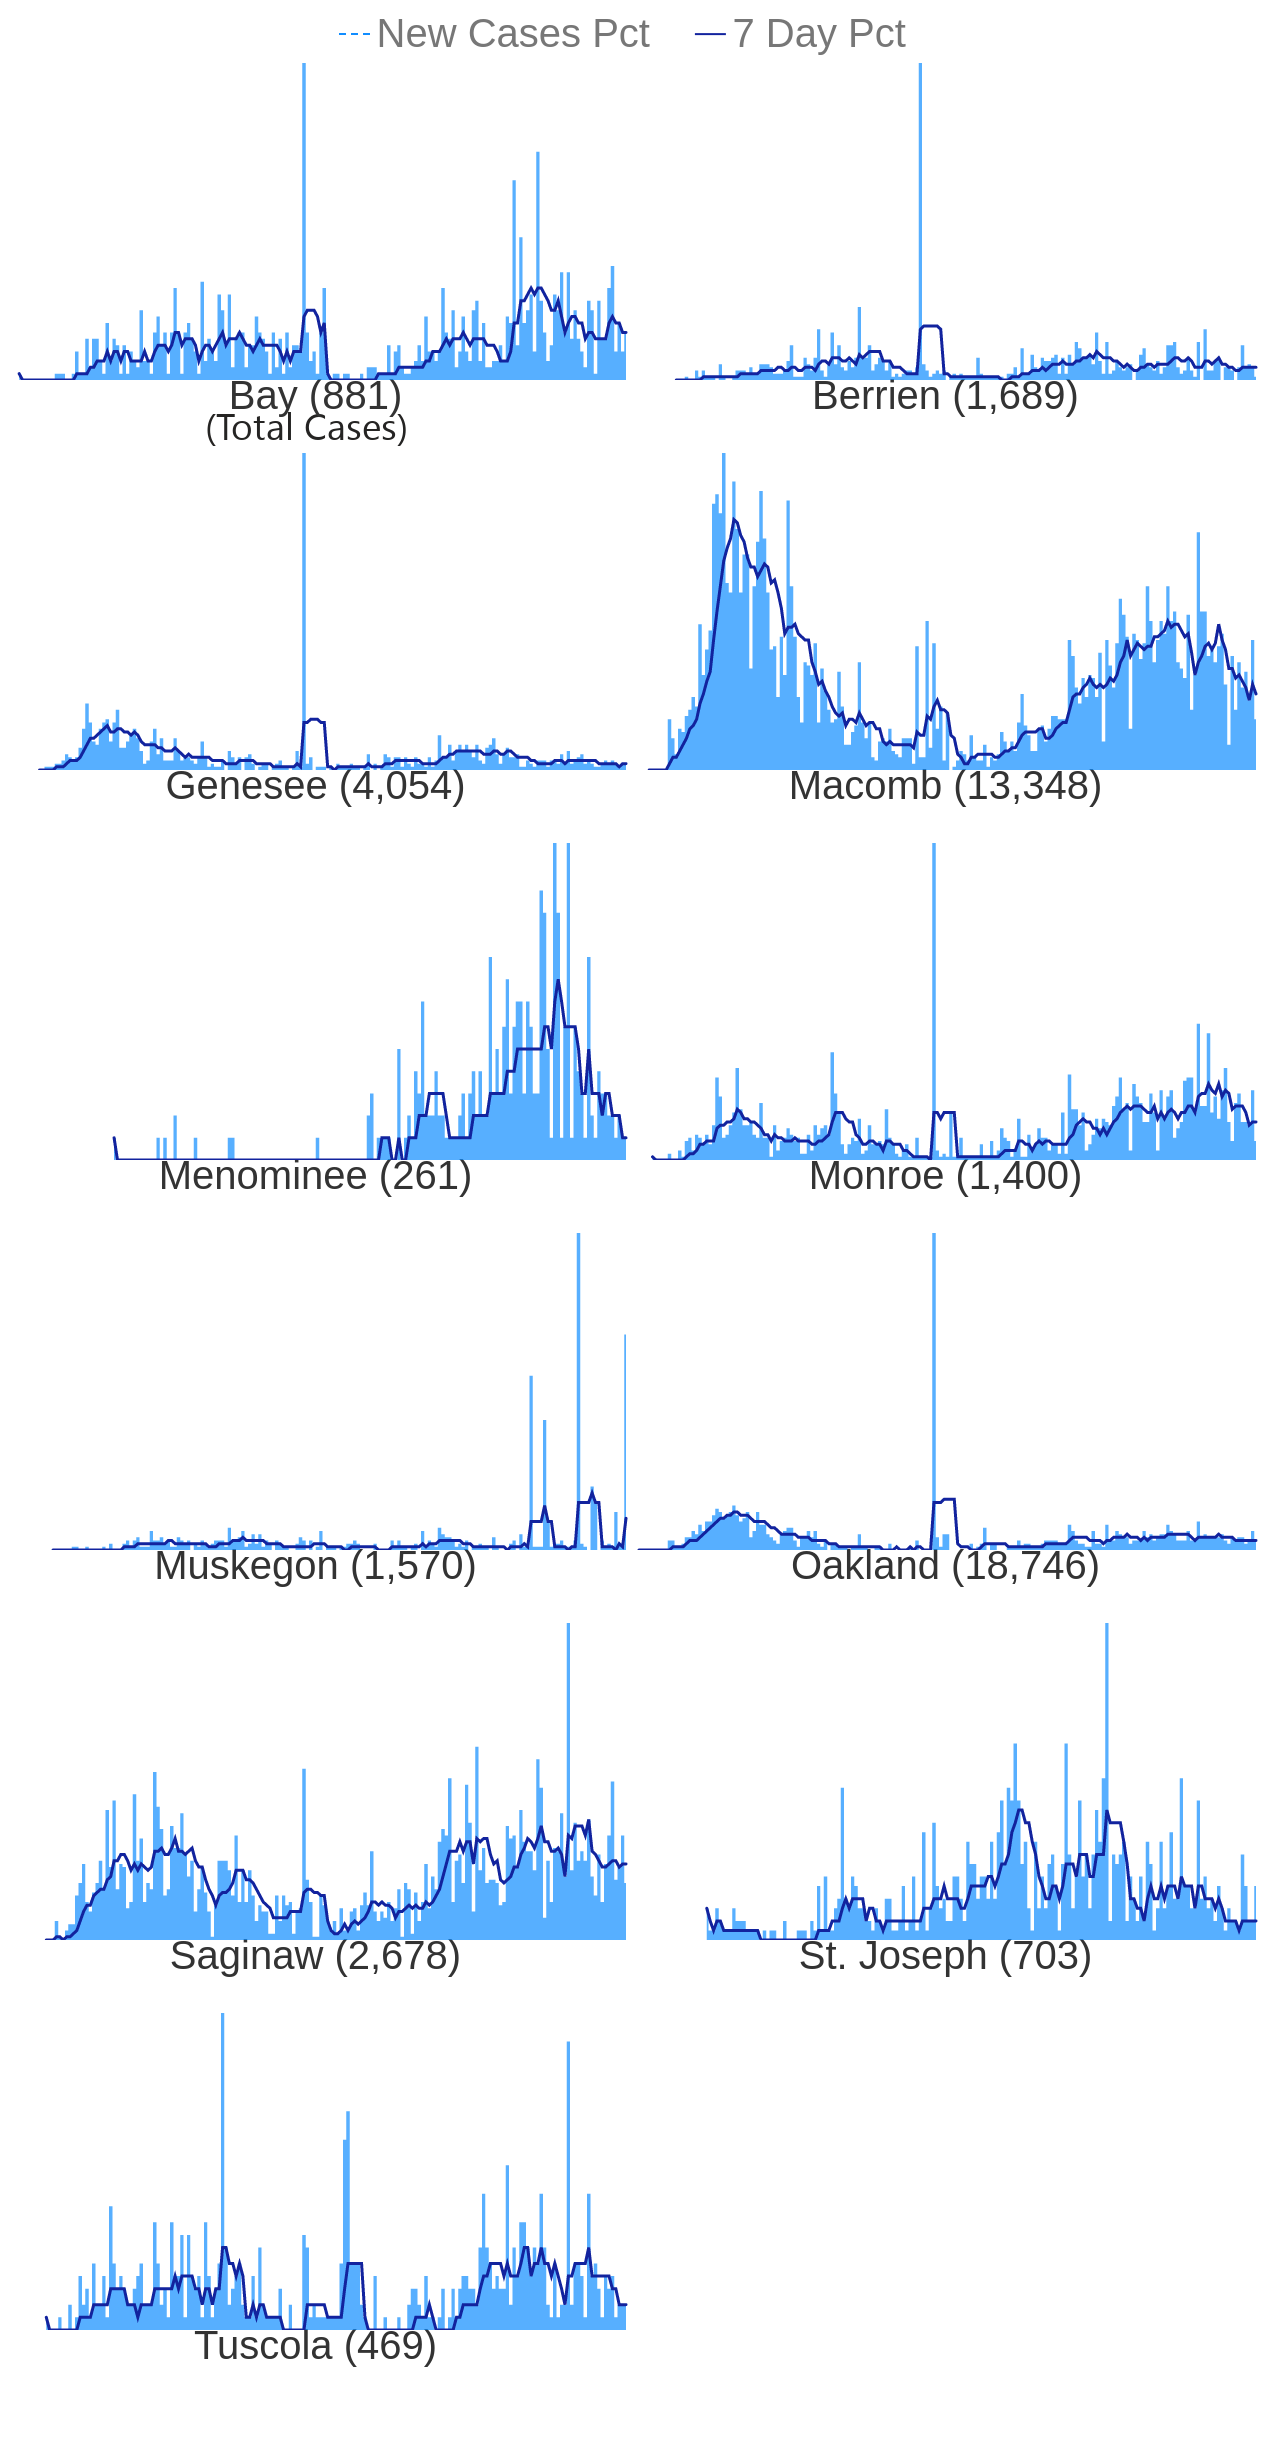 New Cases Pct 7 Day Pct
Bay (881)
(Total Cases)
Berrien (1,689)
Genesee (4,054)
Macomb (13,348)
Menominee (261)
Monroe (1,400)
Muskegon (1,570)
Oakland (18,746)
Saginaw (2,678)
St. Joseph (703)
Tuscola (469)